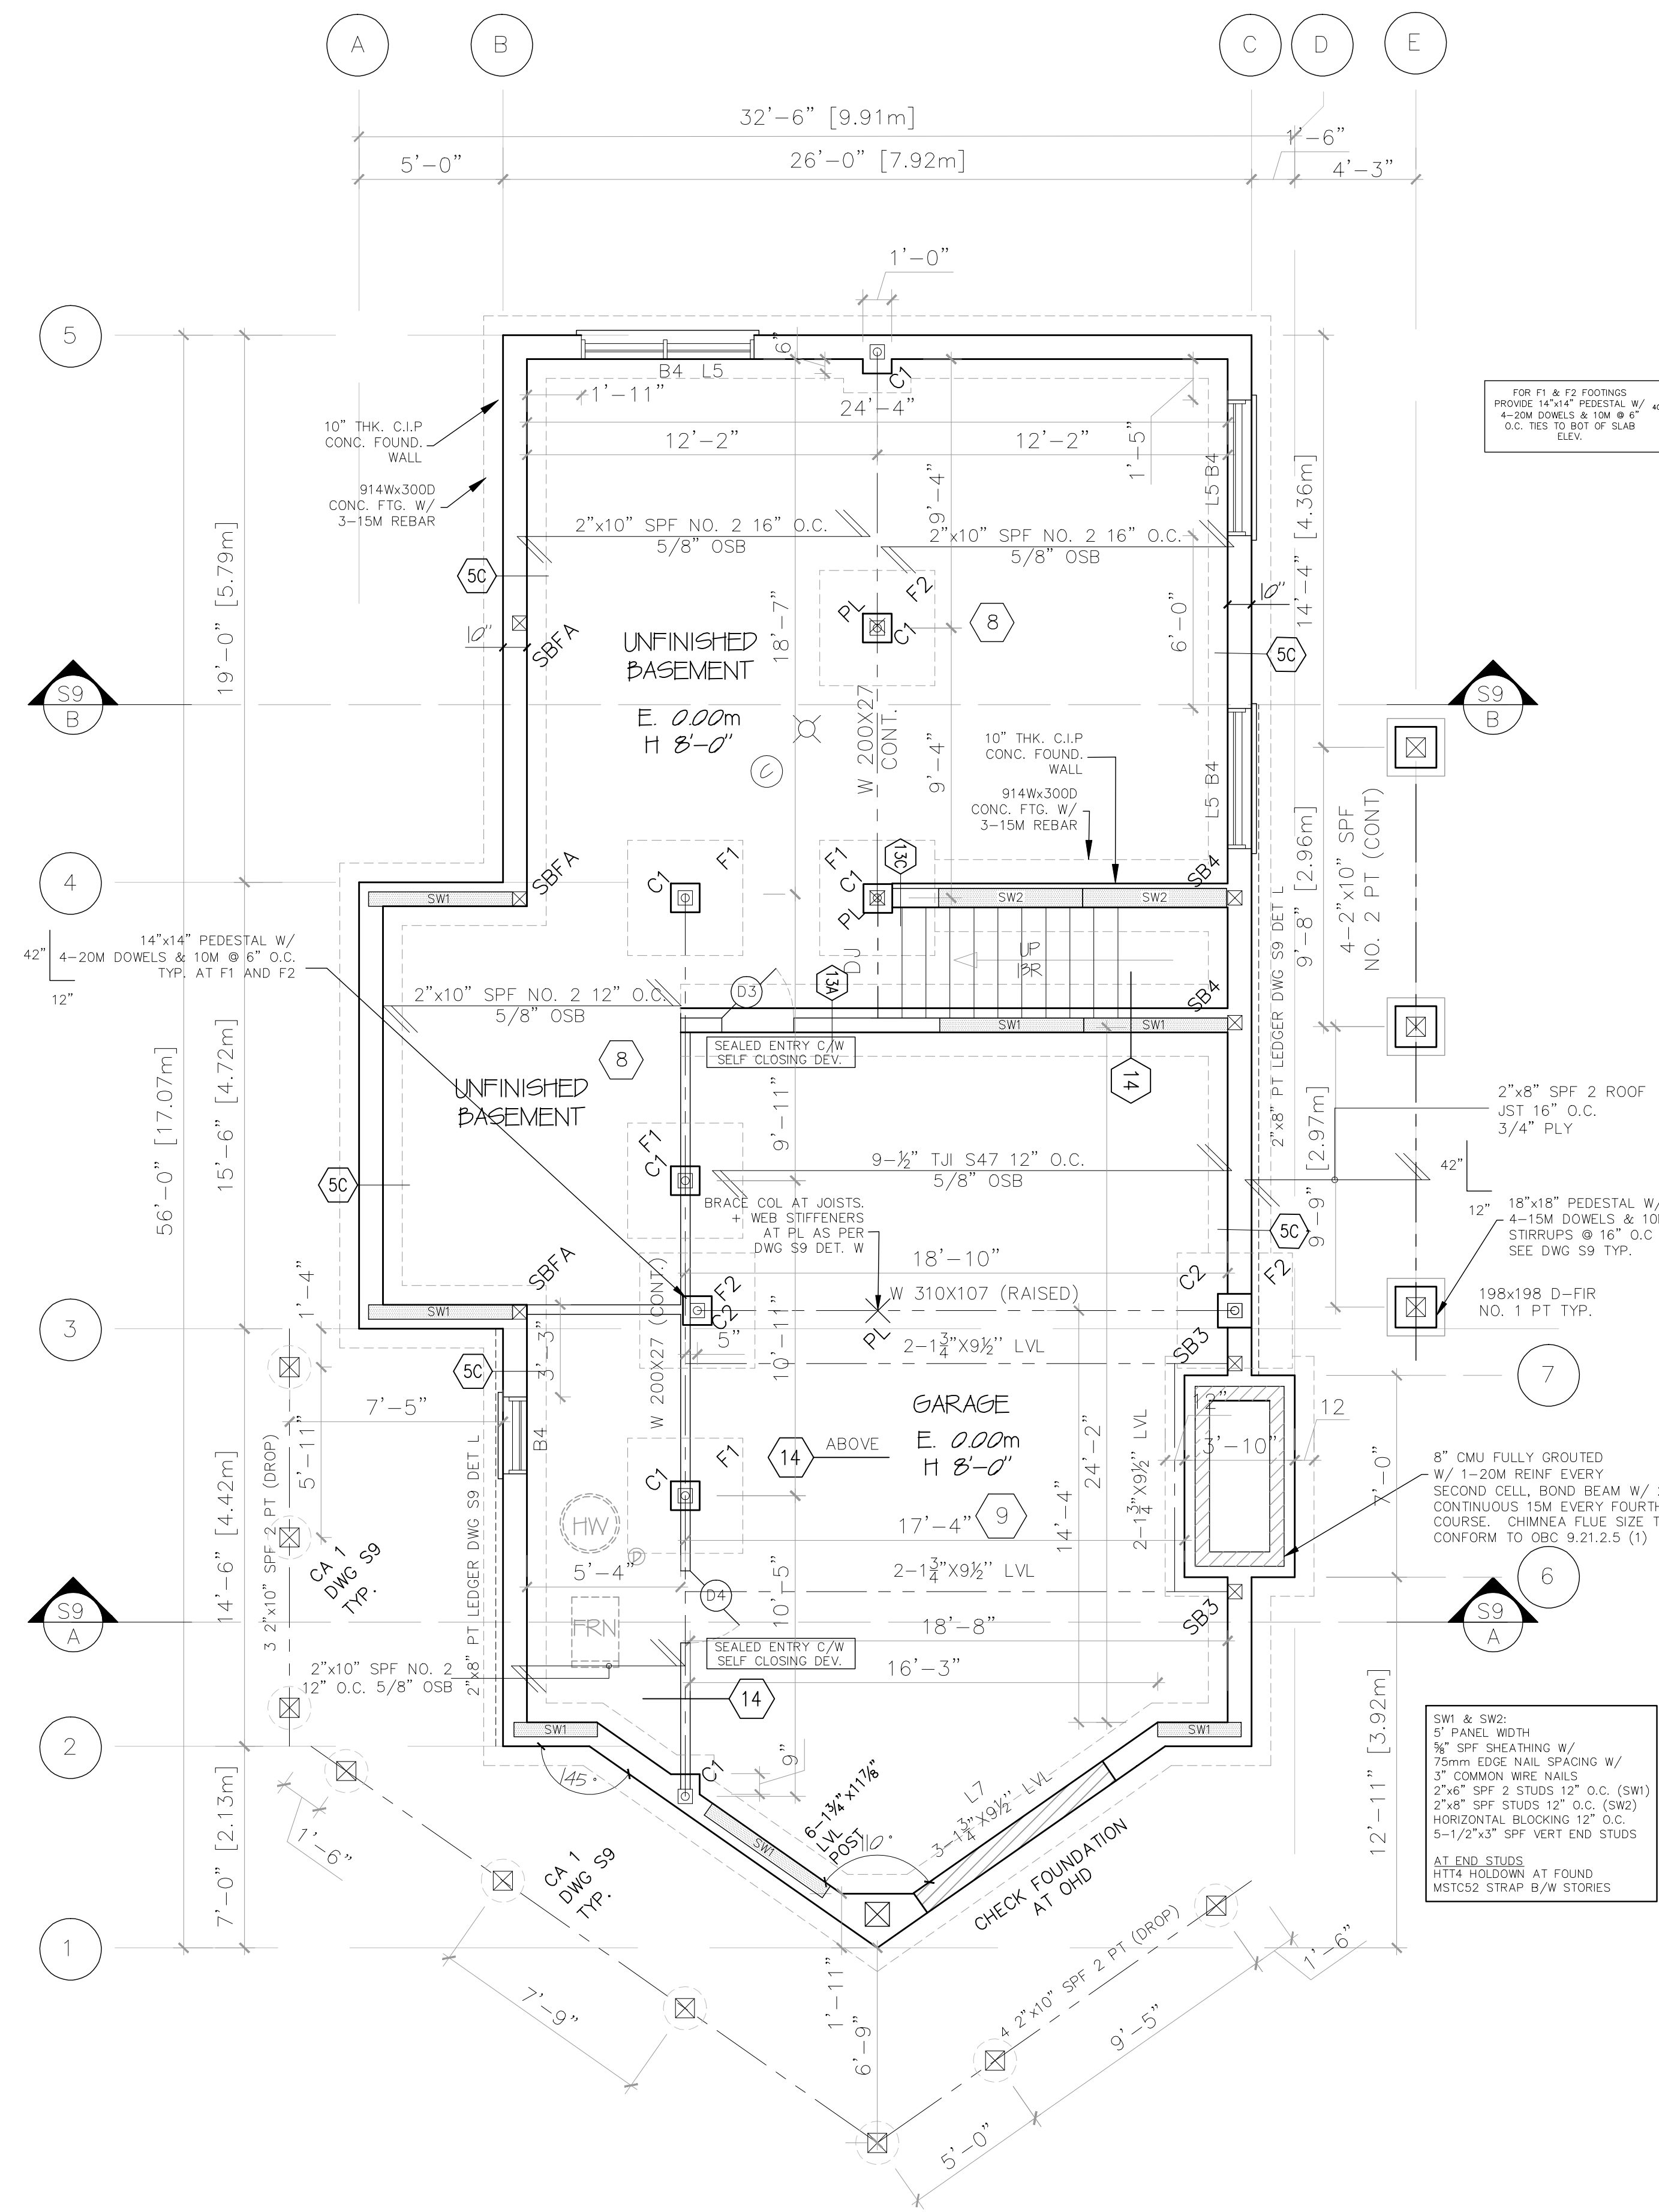 A
B
C
D
E
32'-6" [9.91m]
1'-6"
5'-0"
26'-0" [7.92m]
4'-3"
1'-0"
5
6"
B4 L5
C1
1'-11"
24'-4"
12'-2"
12'-2"
1'-5"
10" THK. C.I.P
CONC. FOUND.
WALL
914Wx300D
CONC. FTG. W/
3-15M REBAR
FOR F1 & F2 FOOTINGS
PROVIDE 14"x14" PEDESTAL W/
4-20M DOWELS & 10M @ 6"
O.C. TIES TO BOT OF SLAB
ELEV.
9'-4"
L5 B4
14'-4" [4.36m]
19'-0" [5.79m]
2"x10" SPF NO. 2 16" O.C.
5/8" OSB
2"x10" SPF NO. 2 16" O.C.
5/8" OSB
5C
F2
PL
C1
8
10"
18'-7"
6'-0"
10"
SBFA
UNFINISHED
BASEMENT
5C
E. 0.00m
H 8'-0"
S9
B
S9
B
W 200X27
CONT.
9'-4"
C
10" THK. C.I.P
CONC. FOUND.
WALL
914Wx300D
CONC. FTG. W/
3-15M REBAR
L5 B4
9'-8" [2.96m]
4-2"x10" SPF
NO. 2 PT (CONT)
4
SBFA
C1
F1
F1
C1
PL
13C
SB4
SW1
SW2
SW2
14"x14" PEDESTAL W/
4-20M DOWELS & 10M @ 6" O.C.
TYP. AT F1 AND F2
42"
12"
DJ
UP
13R
13A
D3
SB4
2"x10" SPF NO. 2 12" O.C.
5/8" OSB
SW1
SW1
SEALED ENTRY C/W
SELF CLOSING DEV.
8
14
2"x8" PT LEDGER DWG S9 DET L
56'-0" [17.07m]
15'-6" [4.72m]
UNFINISHED
BASEMENT
9'-11"
2"x8" SPF 2 ROOF
JST 16" O.C.
3/4" PLY
F1
C1
9-½" TJI S47 12" O.C.
5/8" OSB
5C
5C
9'-9" [2.97m]
42"
12"
18"x18" PEDESTAL W/
4-15M DOWELS &
STIRRUPS @ 16" O.C
SEE DWG S9 TYP.
BRACE COL AT JOISTS.
+ WEB STIFFENERS
AT PL AS PER
DWG S9 DET. W
18'-10"
SBFA
C2
F2
F2
C2
W 310X107 (RAISED)
198x198 D-FIR
NO. 1 PT TYP.
1'-4"
SW1
3
PL
5"
2-1¾"X9½" LVL
SB3
W 200X27 (CONT.)
10'-11"
3'-3"
5C
7
7'-5"
B4
GARAGE
E. 0.00m
H 8'-0"
24'-2"
14'-4"
2-1¾"X9½" LVL
12"
12
3'-10"
7'-0"
5'-11"
14
ABOVE
F1
C1
8" CMU FULLY GROUTED
W/ 1-20M REINF EVERY
SECOND CELL, BOND BEAM W/
CONTINUOUS 15M EVERY FOURTH
COURSE. CHIMNEA FLUE SIZE
CONFORM TO OBC 9.21.2.5 (1)
3 2"x10" SPF 2 PT (DROP)
14'-6" [4.42m]
HW
D
17'-4"
9
CA 1
DWG S9
TYP.
5'-4"
2-1¾"X9½" LVL
6
S9
A
S9
A
D4
FRN
10'-5"
SB3
18'-8"
SEALED ENTRY C/W
SELF CLOSING DEV.
16'-3"
2"x8" PT LEDGER DWG S9 DET L
2"x10" SPF NO. 2
12" O.C. 5/8" OSB
14
SW1 & SW2:
5' PANEL WIDTH
⅝" SPF SHEATHING W/
75mm EDGE NAIL SPACING W/
3" COMMON WIRE NAILS
2"x6" SPF 2 STUDS 12" O.C. (SW1)
2"x8" SPF STUDS 12" O.C. (SW2)
HORIZONTAL BLOCKING 12" O.C.
5-1/2"x3" SPF VERT END STUDS
AT END STUDS
HTT4 HOLDOWN AT FOUND
MSTC52 STRAP B/W STORIES
2
SW1
SW1
145°
C1
9"
12'-11" [3.92m]
7'-0" [2.13m]
1'-6"
SW1
6-1¾"x11⅞"
LVL
POST
110°
L7
3-1¾"X9½" LVL
CHECK FOUNDATION
AT OHD
CA 1
DWG S9
TYP.
1
1'-11"
6'-9"
7'-9"
4 2"x10" SPF 2 PT (DROP)
1'-6"
9'-5"
5'-0"